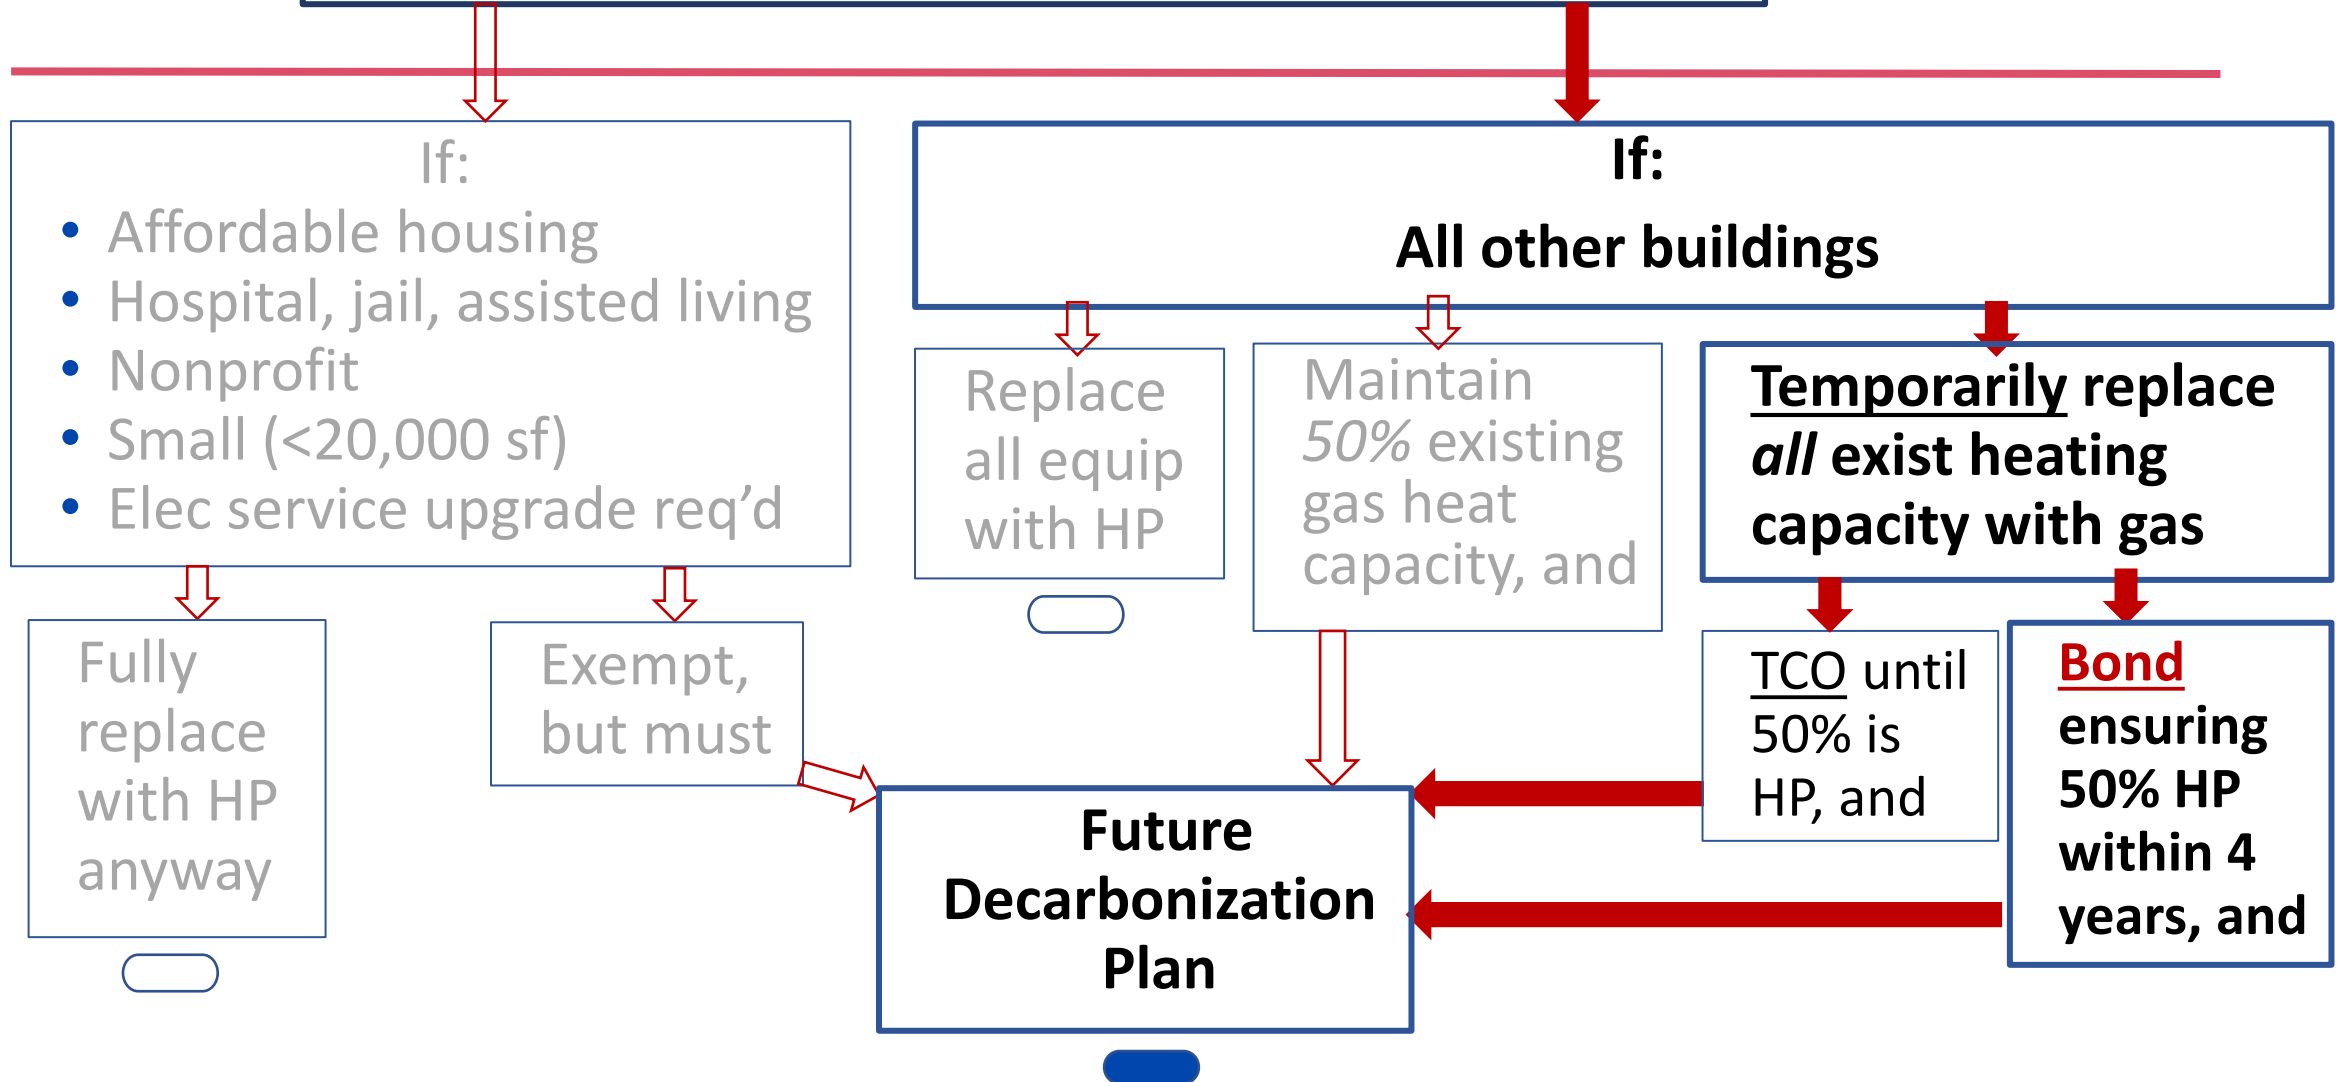 If:
• Affordable housing
• Hospital, jail, assisted living
• Nonprofit
• Small (<20,000 sf)
• Elec service upgrade req’d
If:
All other buildings
Fully
replace
with HP
anyway
Exempt,
but must
Replace
all equip
with HP
Maintain
50% existing
gas heat
capacity, and
Temporarily replace
all exist heating
capacity with gas
TCO until
50% is
HP, and
Bond
ensuring
50% HP
within 4
years, and
Future
Decarbonization
Plan